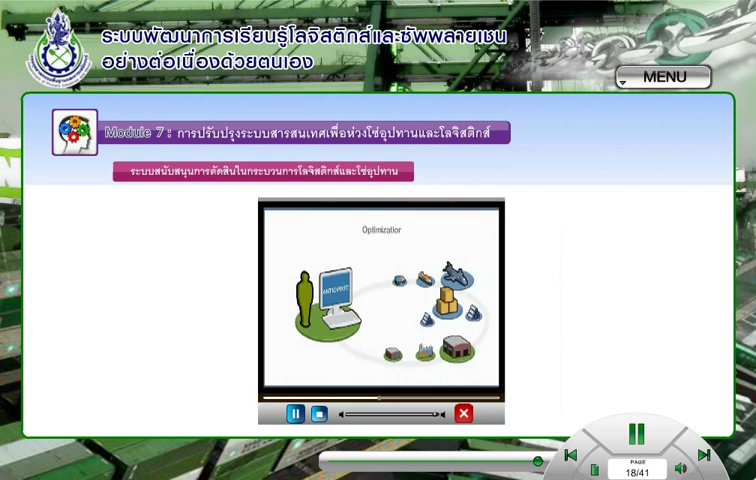 ระบบพัฒนาการเรียนรู้โลจิสติกส์และซัพพลายเชน
อย่างต่อเนื่องด้วยตนเอง
MENU
Module 7 : การปรับปรุงระบบสารสนเทศเพื่อห่วงโซ่อุปทานและโลจิสติกส์
ระบบสนับสนุนการตัดสินในกระบวนการโลจิสติกส์และโซ่อุปทาน
Optimization
PAGE
18/41